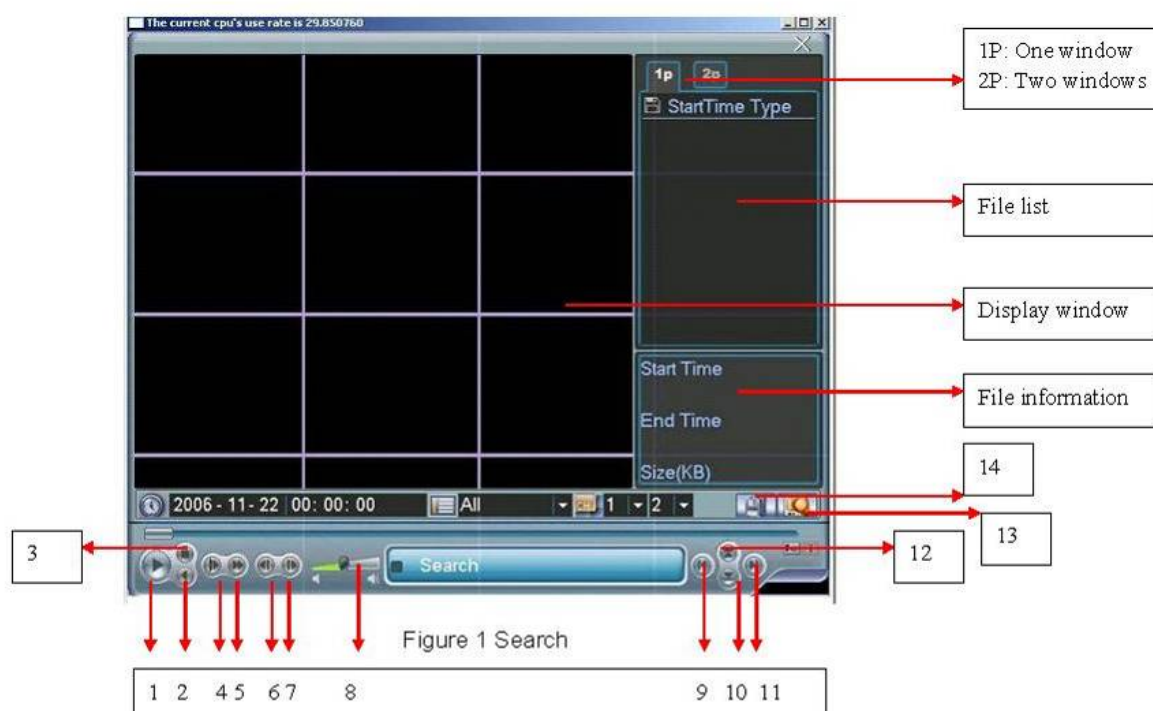 The current cpu's use rate is 29.850760
1P: One window
2P: Two windows
1p
StartTime Type
File list
Display window
Start Time
File information
End Time
Size(KB)
14
2006 - 11 - 22 00: 00: 00 All 1 2
13
3
12
Search
Figure 1 Search
1 2 4 5 6 7 8 9 10 11